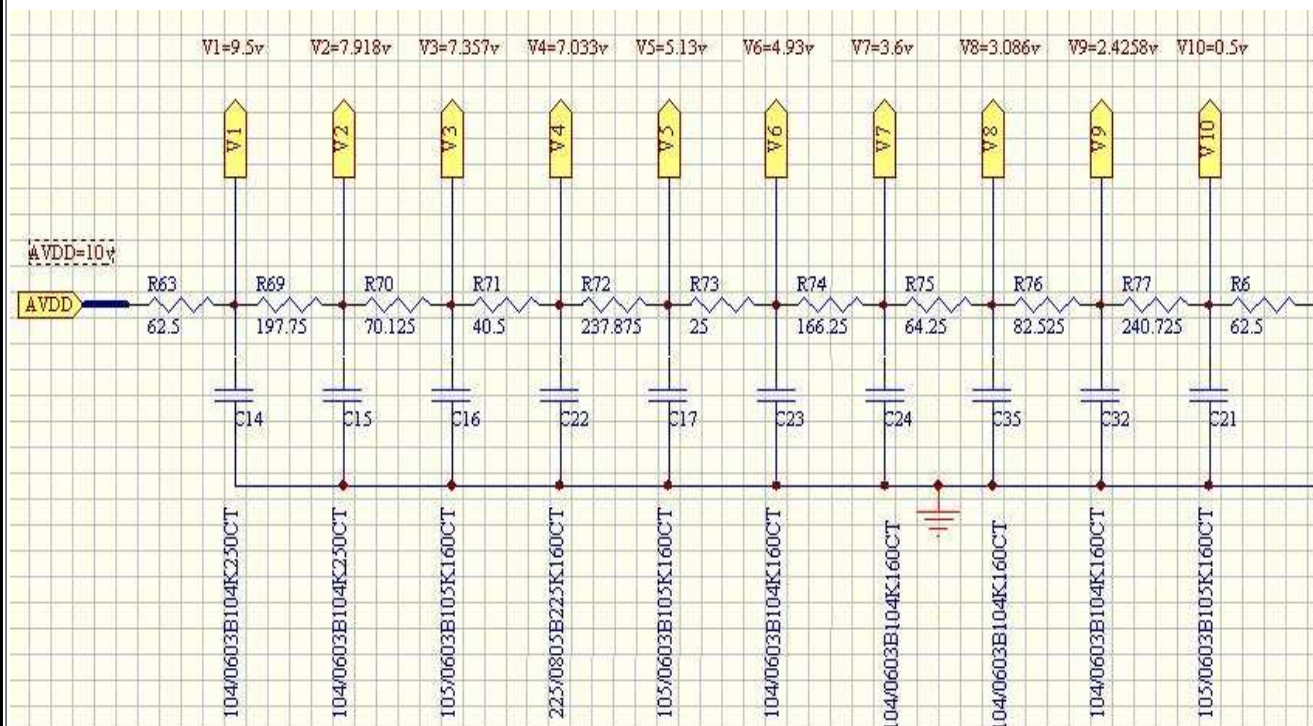 V1=9.5v V2=7.918v V3=7.357v V4=7.033v V5=5.13v V6=4.93v V7=3.6v V8=3.086v V9=2.4258v V10=0.5v
V1 V2 V3 V4 V5 V6 V7 V8 V9 V10
AVDD=10v
R63 R69 R70 R71 R72 R73 R74 R75 R76 R77 R6
AVDD
62.5 197.75 70.125 40.5 237.875 25 166.25 64.25 82.525 240.725 62.5
C14 C15 C16 C22 C17 C23 C24 C35 C32 C21
104/0603B104K250CT
104/0603B104K250CT
105/0603B105K160CT
225/0805B225K160CT
105/0603B105K160CT
104/0603B104K160CT
104/0603B104K160CT
104/0603B104K160CT
104/0603B104K160CT
105/0603B105K160CT